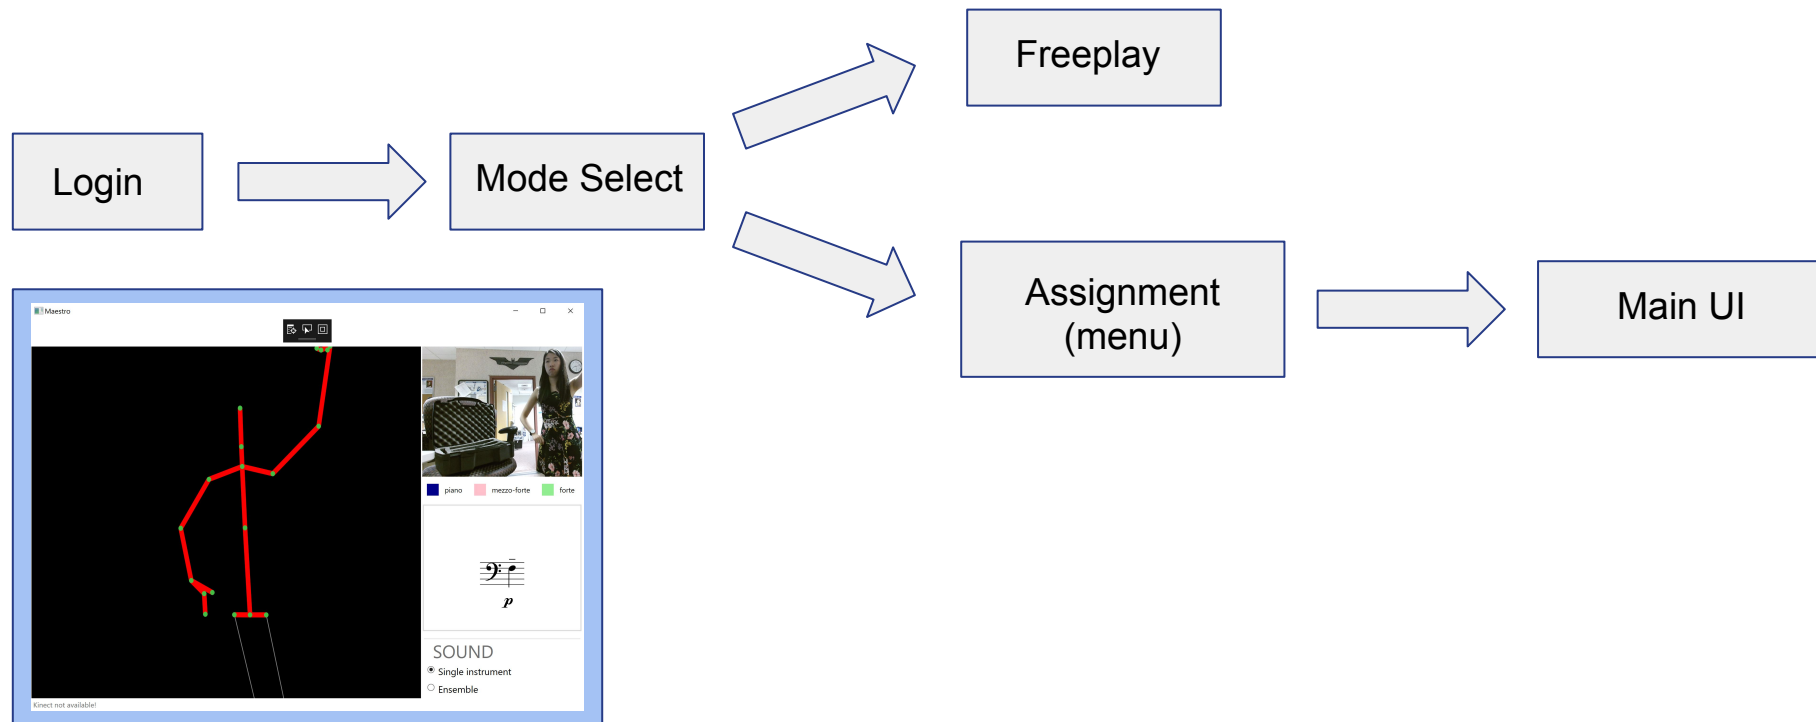 Freeplay
Login
Mode Select
Assignment
(menu)
Main UI
Maestro
piano
mezzo-forte
forte
p
SOUND
Single instrument
Ensemble
Kinect not available!